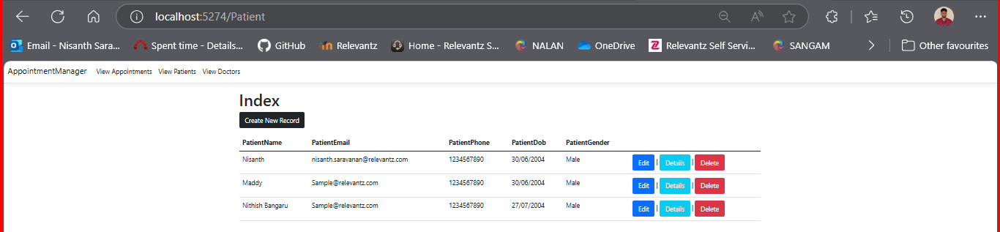 localhost:5274/Patient
Email - Nisanth Sara... Spent time - Details... GitHub Relevantz Home - Relevantz S... NALAN OneDrive Relevantz Self Servi... SANGAM Other favourites
AppointmentManager View Appointments View Patients View Doctors
Index
Create New Record
PatientName PatientEmail PatientPhone PatientDob PatientGender
Nisanth nisanth.saravanan@relevantz.com 1234567890 30/06/2004 Male Edit | Details | Delete
Maddy Sample@relevantz.com 1234567890 30/06/2004 Male Edit | Details | Delete
Nithish Bangaru Sample@relevantz.com 1234567890 27/07/2004 Male Edit | Details | Delete